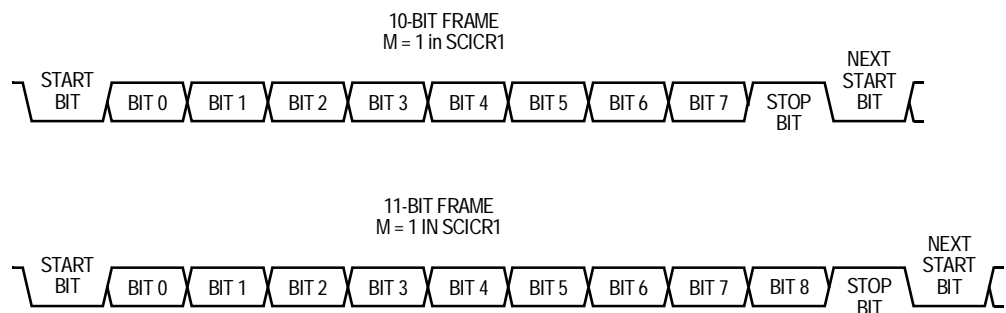 10-BIT FRAME
M = 1 in SCICR1
START BIT BIT 0 BIT 1 BIT 2 BIT 3 BIT 4 BIT 5 BIT 6 BIT 7 STOP BIT NEXT START BIT
11-BIT FRAME
M = 1 IN SCICR1
START BIT BIT 0 BIT 1 BIT 2 BIT 3 BIT 4 BIT 5 BIT 6 BIT 7 BIT 8 STOP BIT NEXT START BIT